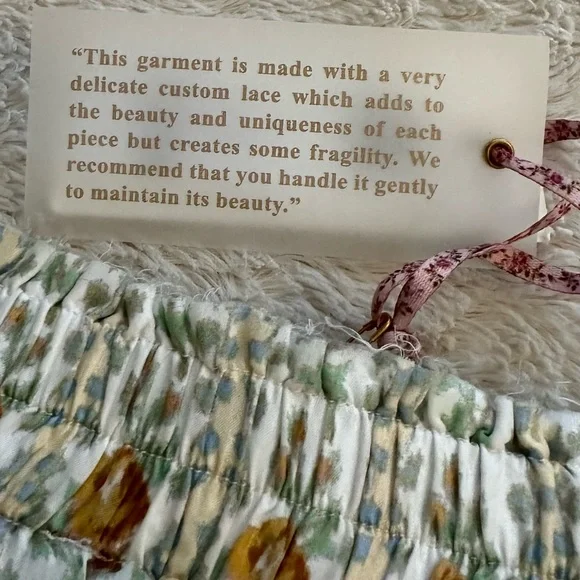 “This garment is made with a very
delicate custom lace which adds to
the beauty and uniqueness of each
piece but creates some fragility. We
recommend that you handle it gently
to maintain its beauty.”